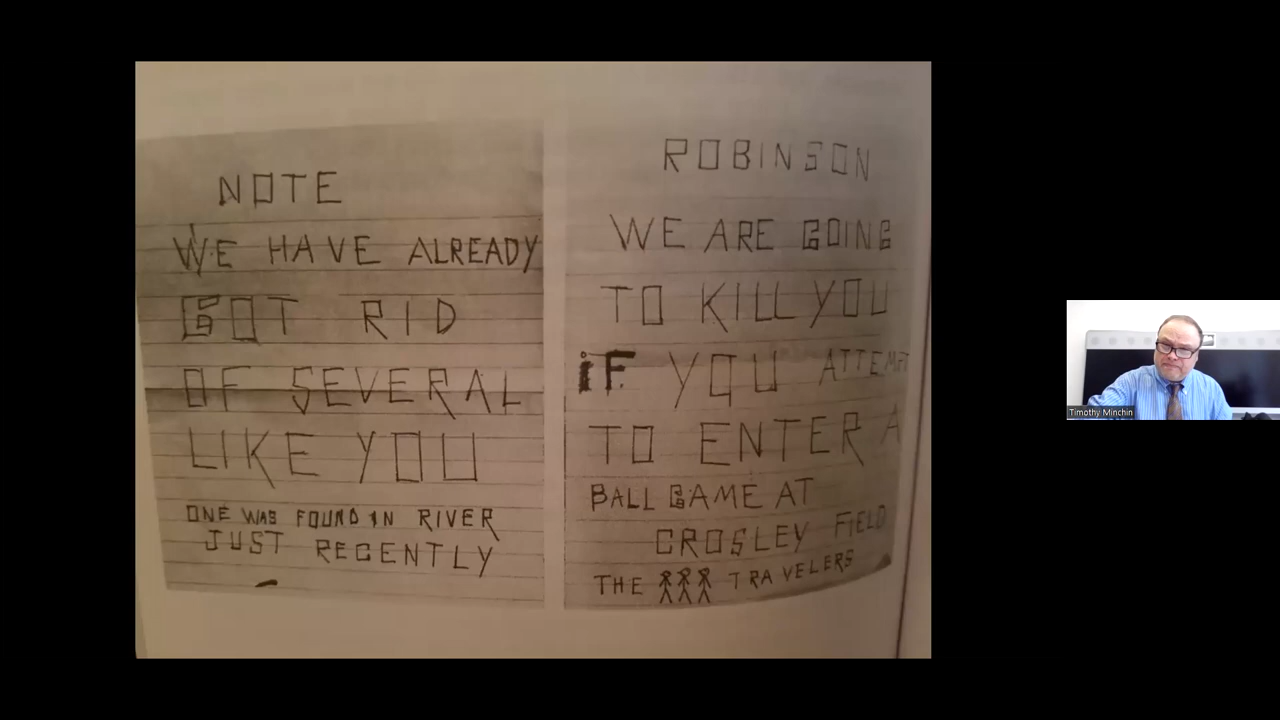 NOTE
WE HAVE ALREADY
GOT RID
OF SEVERAL
LIKE YOU
ONE WAS FOUND IN RIVER
JUST RECENTLY
ROBINSON
WE ARE GOING
TO KILL YOU
iF YOU ATTEMPT
TO ENTER A
BALL GAME AT
CROSLEY FIELD
THE TRAVELERS
Timothy Minchin